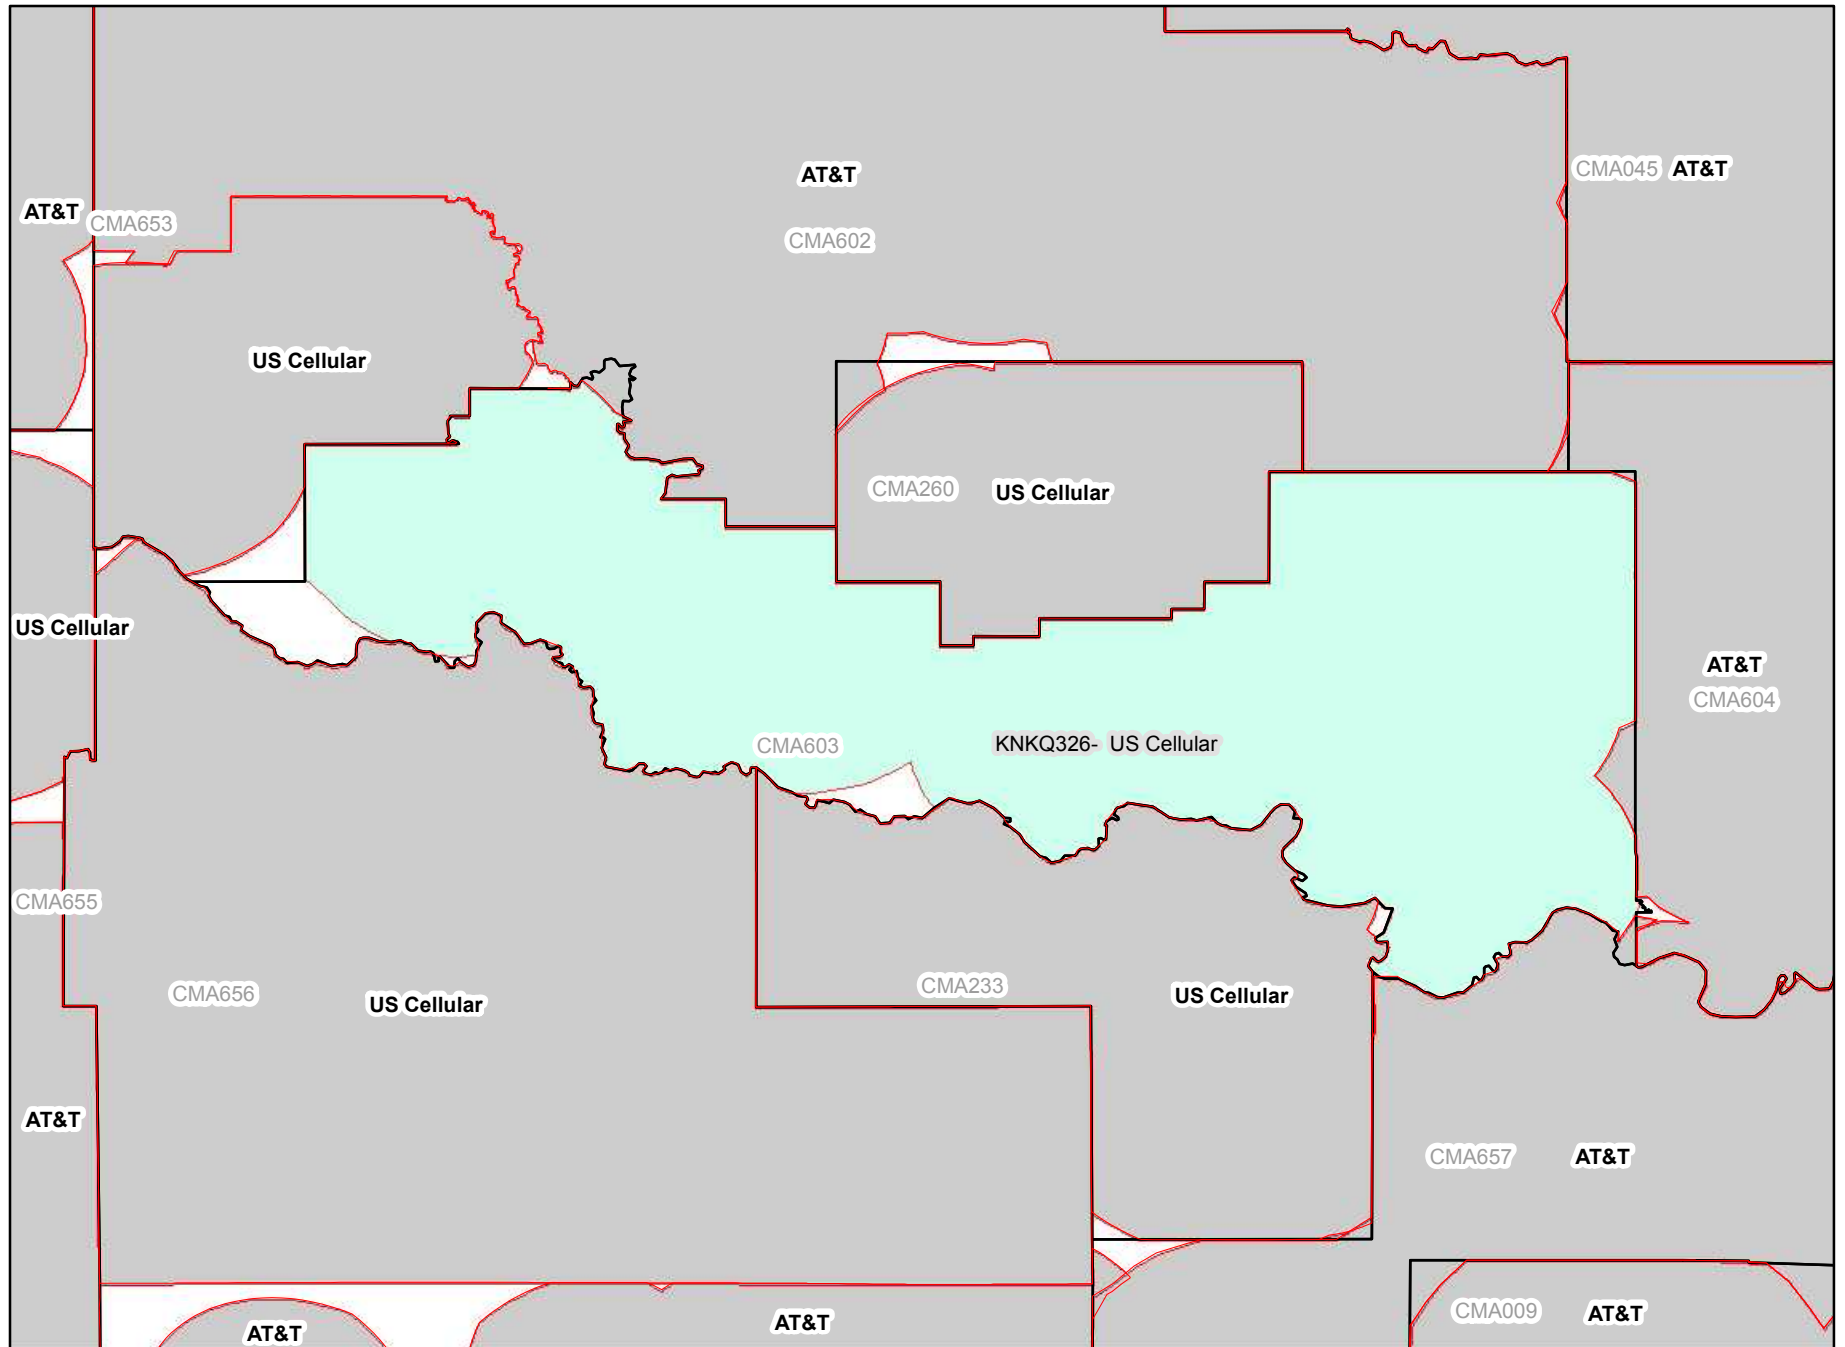 AT&T
CMA045 AT&T
AT&T
CMA653
CMA602
US Cellular
CMA260
US Cellular
US Cellular
AT&T
CMA604
CMA603
KNKQ326- US Cellular
CMA655
CMA656
US Cellular
CMA233
US Cellular
AT&T
CMA657
AT&T
CMA009
AT&T
AT&T
AT&T